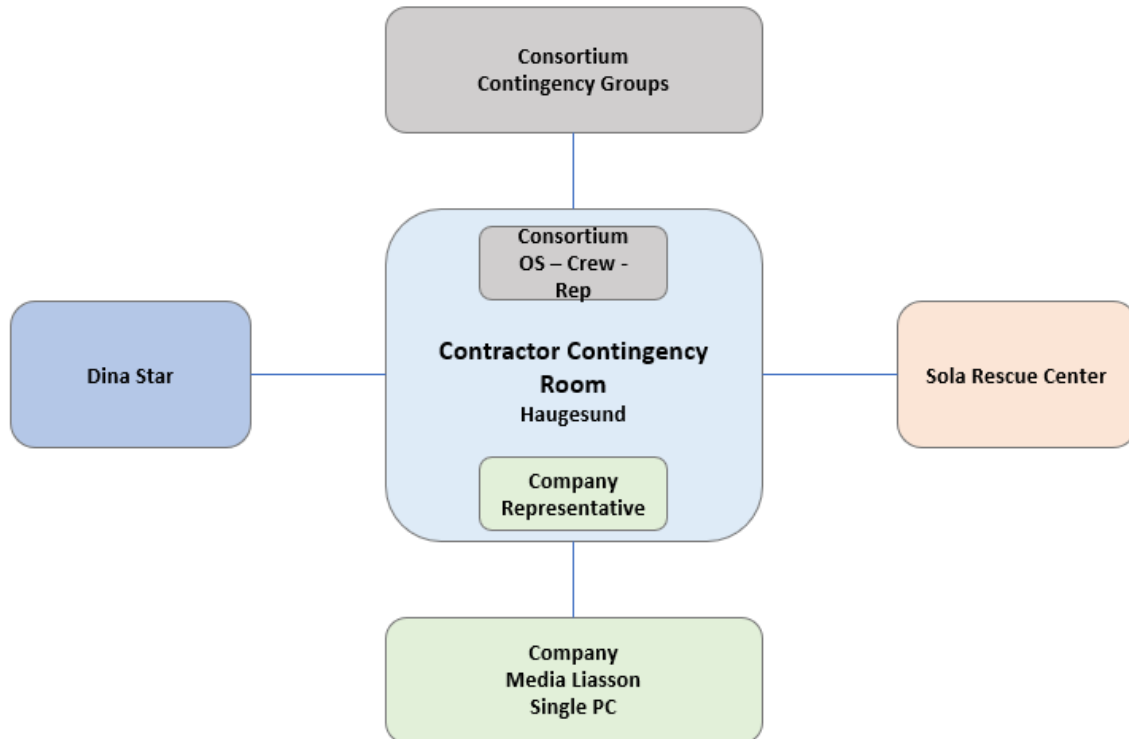 Consortium
Contingency Groups
Consortium
OS – Crew -
Rep
Contractor Contingency
Room
Haugesund
Dina Star
Sola Rescue Center
Company
Representative
Company
Media Liasson
Single PC